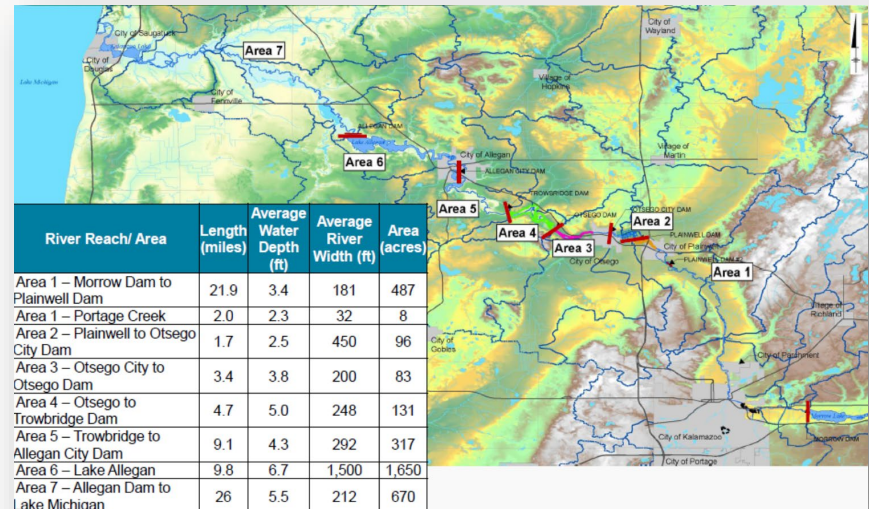 City of Wayland
City of Saugatuck
Area 7
City of Douglas
Lake Michigan
Village of Hopkins
City of Fennville
ALLEGAN DAM
Lake Allegan
Village of Martin
City of Allegan
Area 6
ALLEGAN CITY DAM
TROWBRIDGE DAM
Area 5
OTSEGO DAM
OTSEGO CITY DAM
Area 2
Area 4
PLAINWELL DAM
City of Plainwell
Area 3
City of Otsego
PLAINWELL
Area 1
Village of Richland
City of Gobles
City of Parchment
Morrow Lake
City of Kalamazoo
MORROW DAM
City of Portage
River Reach/ Area Length (miles) Average Water Depth (ft) Average River Width (ft) Area (acres)
Area 1 – Morrow Dam to Plainwell Dam 21.9 3.4 181 487
Area 1 – Portage Creek 2.0 2.3 32 8
Area 2 – Plainwell to Otsego City Dam 1.7 2.5 450 96
Area 3 – Otsego City to Otsego Dam 3.4 3.8 200 83
Area 4 – Otsego to Trowbridge Dam 4.7 5.0 248 131
Area 5 – Trowbridge to Allegan City Dam 9.1 4.3 292 317
Area 6 – Lake Allegan 9.8 6.7 1,500 1,650
Area 7 – Allegan Dam to Lake Michigan 26 5.5 212 670